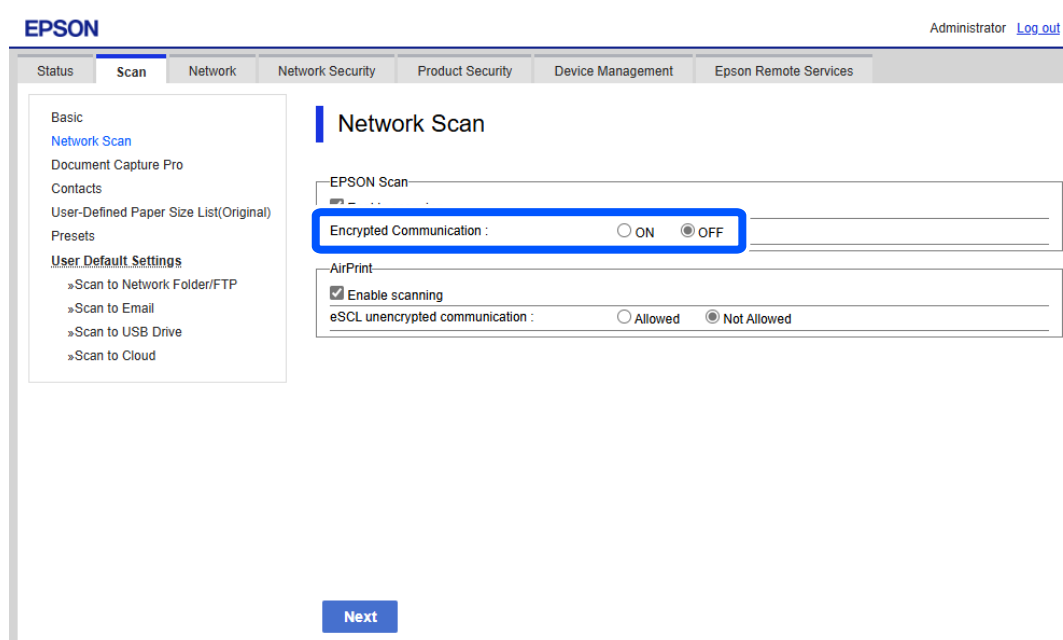 EPSON
Administrator Log out
Status Scan Network Network Security Product Security Device Management Epson Remote Services
Basic
Network Scan
Document Capture Pro
Contacts
User-Defined Paper Size List(Original)
Presets
User Default Settings
»Scan to Network Folder/FTP
»Scan to Email
»Scan to USB Drive
»Scan to Cloud
Network Scan
EPSON Scan
Encrypted Communication : ON OFF
AirPrint
Enable scanning
eSCL unencrypted communication : Allowed Not Allowed
Next